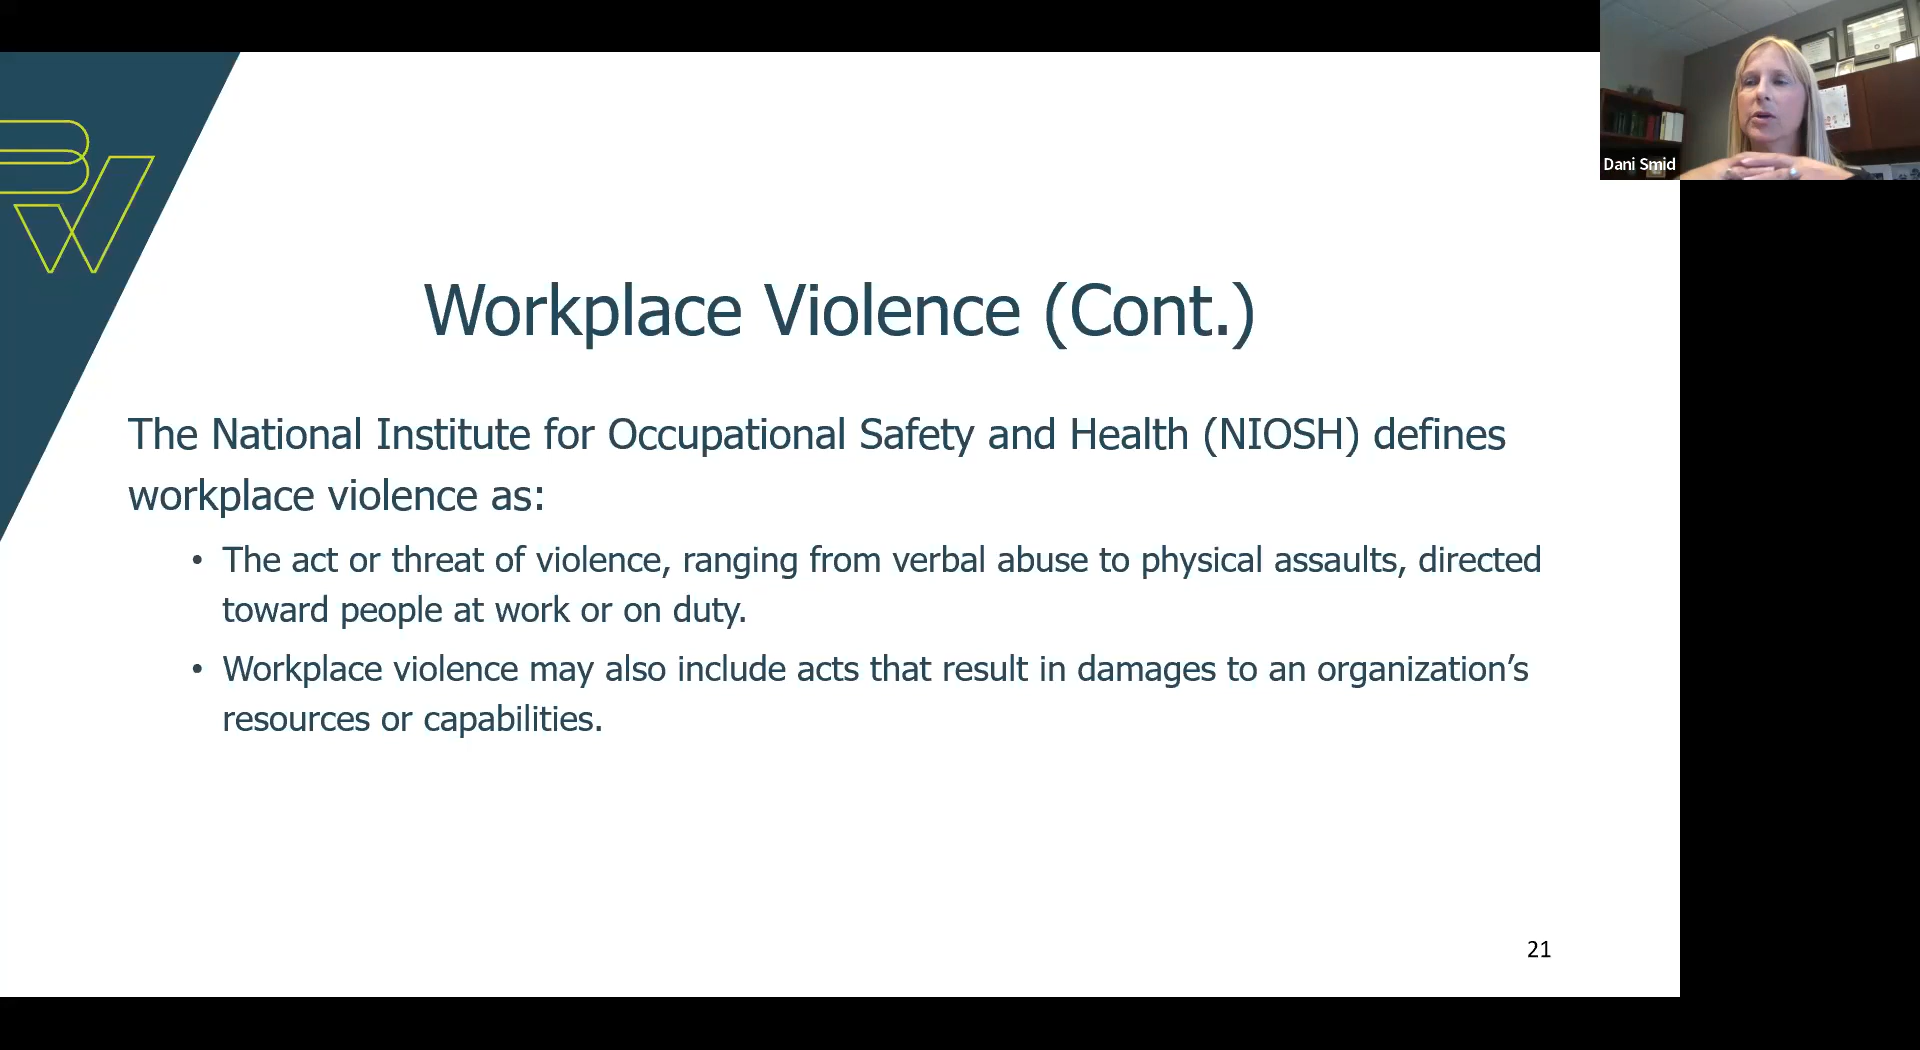 Dani Smid
Workplace Violence (Cont.)
The National Institute for Occupational Safety and Health (NIOSH) defines
workplace violence as:
• The act or threat of violence, ranging from verbal abuse to physical assaults, directed
toward people at work or on duty.
• Workplace violence may also include acts that result in damages to an organization’s
resources or capabilities.
21